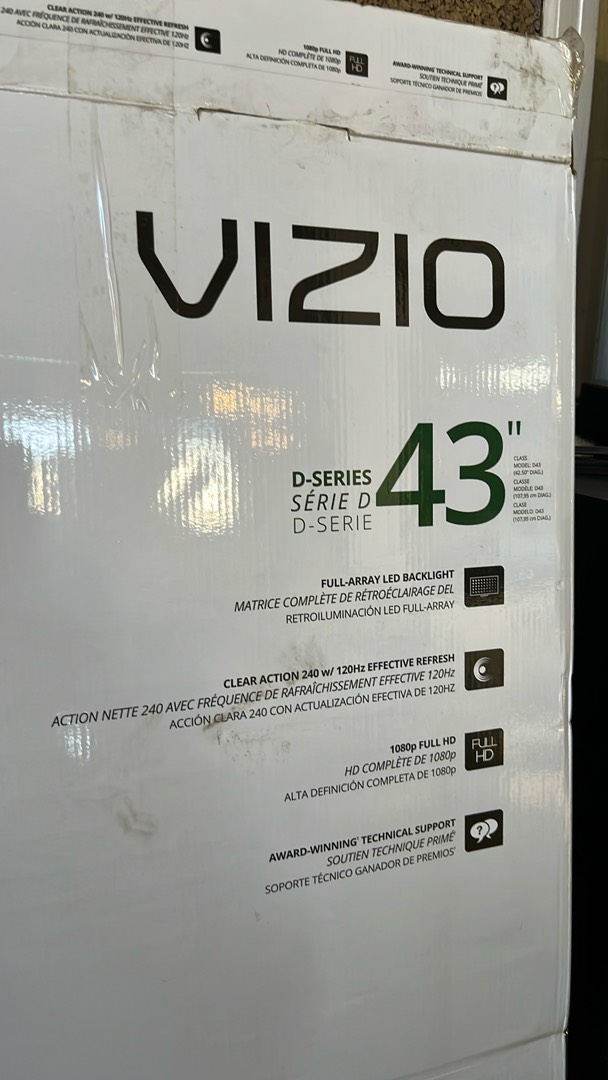 CLEAR ACTION 240 w/ 120Hz EFFECTIVE REFRESH
240 AVEC FRÉQUENCE DE RAFRAÎCHISSEMENT EFFECTIVE 120Hz
ACCIÓN CLARA 240 CON ACTUALIZACIÓN EFECTIVA DE 120HZ
1080p FULL HD
HD COMPLÈTE DE 1080p
ALTA DEFINICIÓN COMPLETA DE 1080p
FULL
HD
AWARD-WINNING TECHNICAL SUPPORT
SOUTIEN TECHNIQUE PRIMÉ
SOPORTE TÉCNICO GANADOR DE PREMIOS
VIZIO
D-SERIES
SÉRIE D
D-SERIE
43"
CLASS
MODEL: D43
(42.50" DIAG.)
CLASSE
MODÈLE: D43
(107,95 cm DIAG.)
CLASE
MODELO: D43
(107,95 cm DIAG.)
FULL-ARRAY LED BACKLIGHT
MATRICE COMPLÈTE DE RÉTROÉCLAIRAGE DEL
RETROILUMINACIÓN LED FULL-ARRAY
CLEAR ACTION 240 w/ 120Hz EFFECTIVE REFRESH
ACTION NETTE 240 AVEC FRÉQUENCE DE RAFRAÎCHISSEMENT EFFECTIVE 120Hz
ACCIÓN CLARA 240 CON ACTUALIZACIÓN EFECTIVA DE 120HZ
1080p FULL HD
HD COMPLÈTE DE 1080p
ALTA DEFINICIÓN COMPLETA DE 1080p
FULL
HD
AWARD-WINNING* TECHNICAL SUPPORT
SOUTIEN TECHNIQUE PRIMÉ*
SOPORTE TÉCNICO GANADOR DE PREMIOS*
?